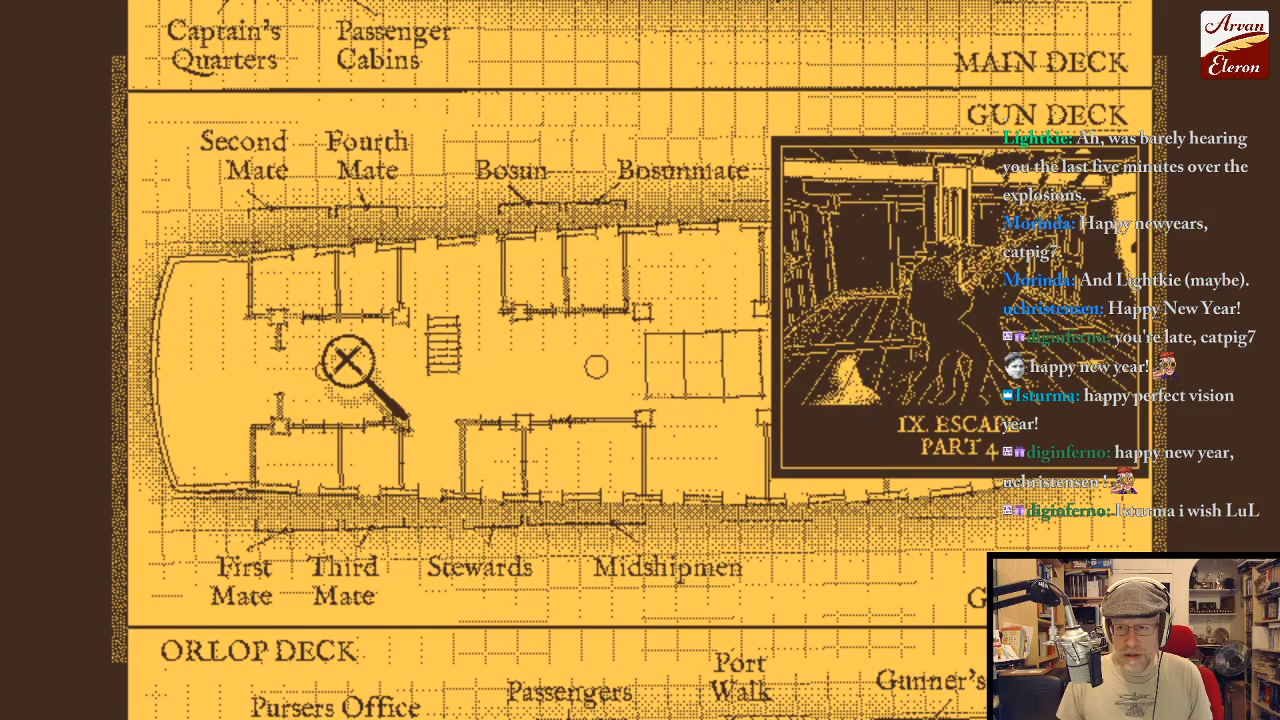 Captain's
Quarters
Passenger
Cabins
MAIN DECK
Arvan
Eleron
GUN DECK
Second
Mate
Fourth
Mate
Bosun
Bosunmate
IX. ESCAPE
PART 4
First
Mate
Third
Mate
Stewards
Midshipmen
G
ORLOP DECK
Pursers Office
Passengers
Port
Walk
Gunner's
Lightkie: Ah, was barely hearing
you the last five minutes over the
explosions.
Morinda: Happy newyears,
catpig7.
Morinda: And Lightkie (maybe).
uchristensen: Happy New Year!
diginferno: you're late, catpig7
happy new year!
Isturma: happy perfect vision
year!
diginferno: happy new year,
uchristensen !
diginferno: Isturma i wish LuL